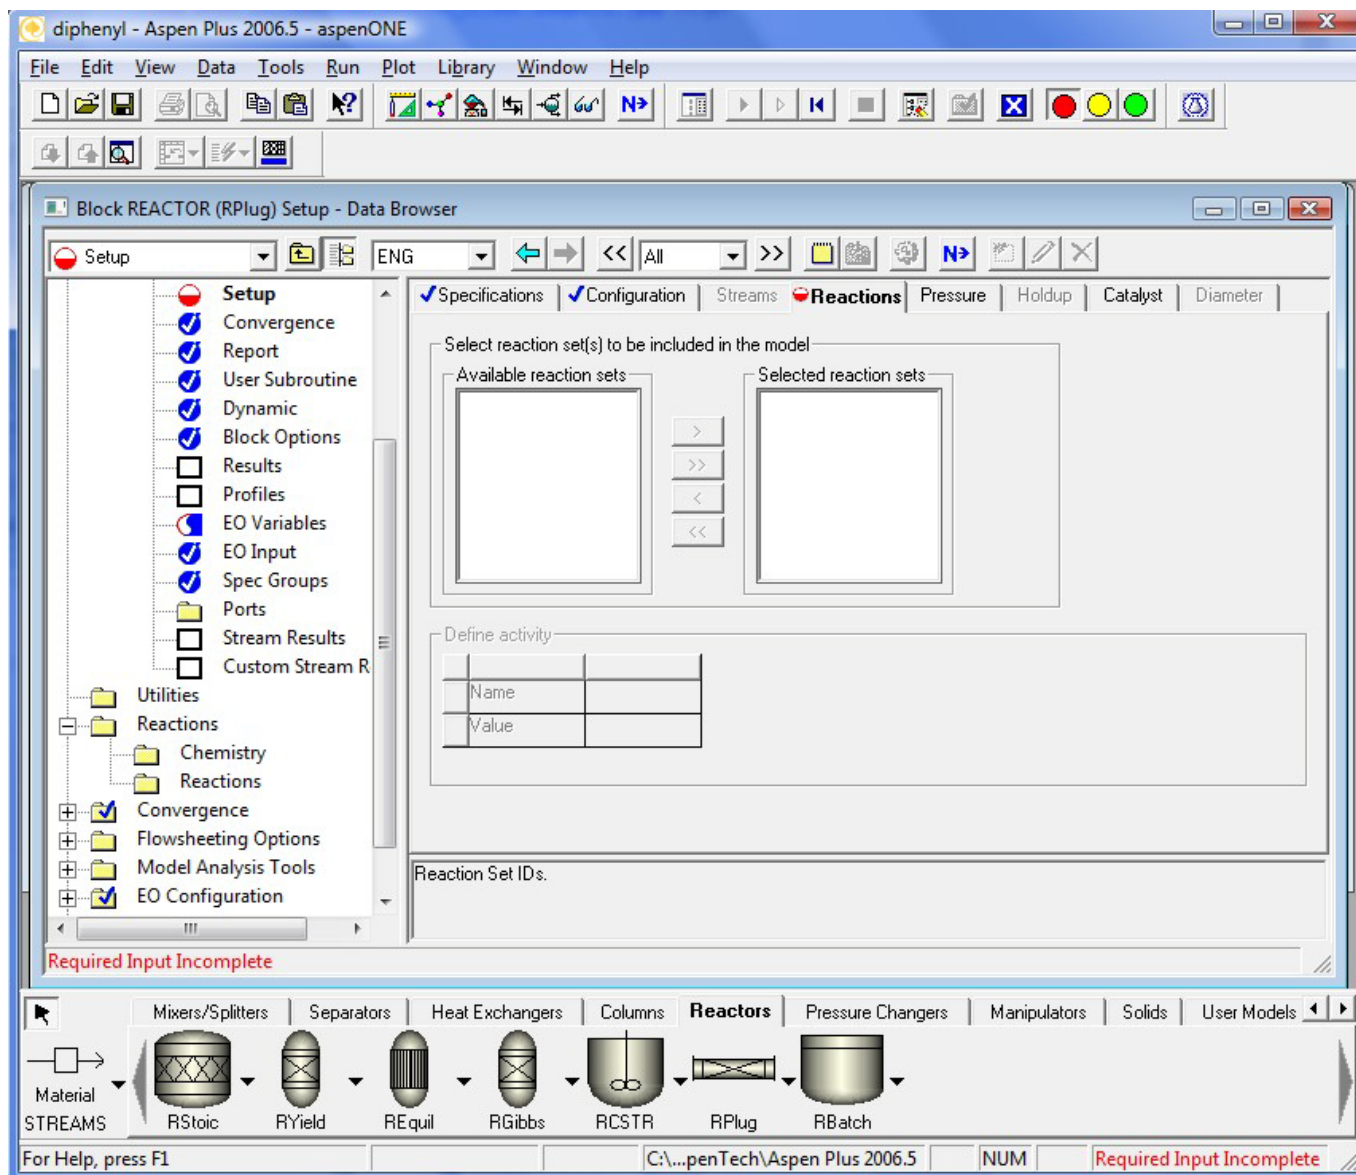 diphenyl - Aspen Plus 2006.5 - aspenONE
File Edit View Data Tools Run Plot Library Window Help
N>
Block REACTOR (RPlug) Setup - Data Browser
Setup ENG << All >> N>
Setup
Convergence
Report
User Subroutine
Dynamic
Block Options
Results
Profiles
EO Variables
EO Input
Spec Groups
Ports
Stream Results
Custom Stream R
Utilities
Reactions
Chemistry
Reactions
Convergence
Flowsheeting Options
Model Analysis Tools
EO Configuration
Specifications Configuration Streams Reactions Pressure Holdup Catalyst Diameter
Select reaction set(s) to be included in the model
Available reaction sets Selected reaction sets
>
>>
<
<<
Define activity
Name
Value
Reaction Set IDs.
Required Input Incomplete
Mixers/Splitters Separators Heat Exchangers Columns Reactors Pressure Changers Manipulators Solids User Models
Material
STREAMS RStoic RYield REquil RGibbs RCSTR RPlug RBatch
For Help, press F1 C:\...penTech\Aspen Plus 2006.5 NUM Required Input Incomplete